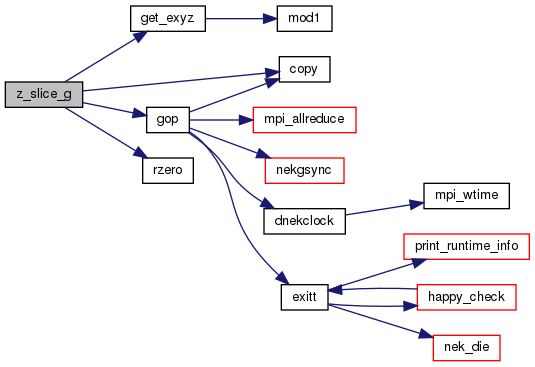 get_exyz
mod1
copy
z_slice_g
gop
mpi_allreduce
rzero
nekgsync
dnekclock
mpi_wtime
print_runtime_info
exitt
happy_check
nek_die